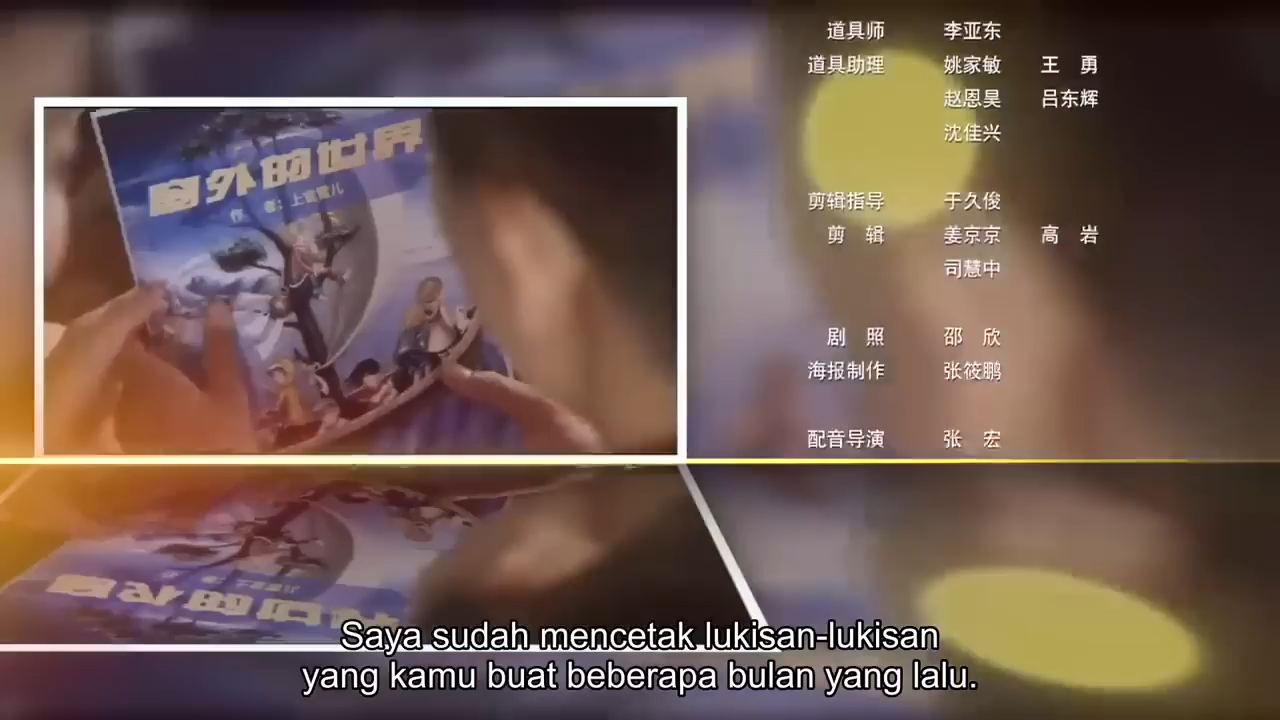 窗外的世界
作 者：上官雪儿
道具师 李亚东
道具助理 姚家敏 王 勇
赵恩昊 吕东辉
沈佳兴
剪辑指导 于久俊
剪 辑 姜京京 高 岩
司慧中
剧 照 邵 欣
海报制作 张筱鹏
配音导演 张 宏
Saya sudah mencetak lukisan-lukisan
yang kamu buat beberapa bulan yang lalu.